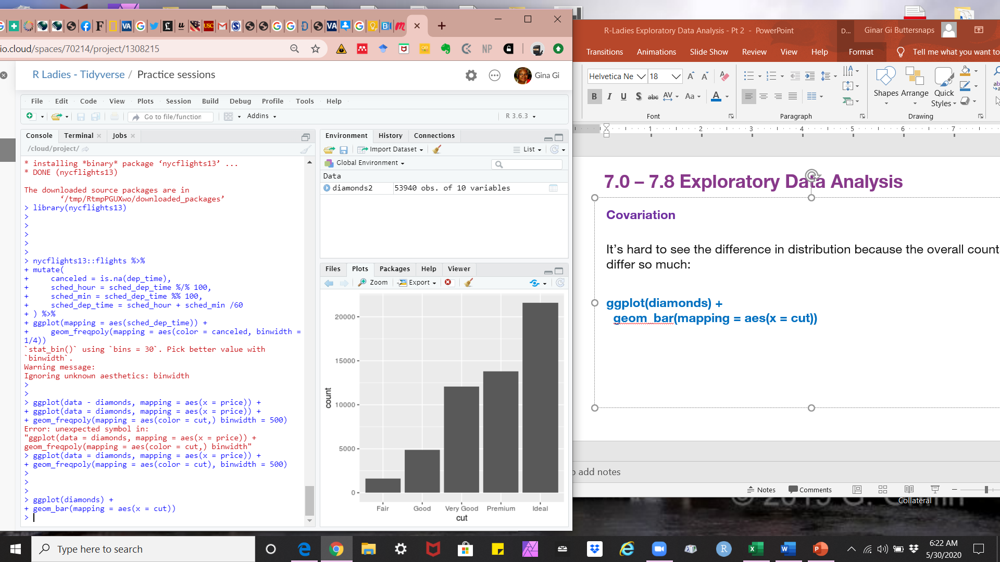 io.cloud/spaces/70214/project/1308215
R Ladies - Tidyverse / Practice sessions
Gina Gi
File Edit Code View Plots Session Build Debug Profile Tools Help
Go to file/function
Addins
R 3.6.3
Console Terminal Jobs
/cloud/project/
* installing *binary* package ‘nycflights13’ ...
* DONE (nycflights13)
The downloaded source packages are in
‘/tmp/RtmpPGUXwo/downloaded_packages’
> library(nycflights13)
>
>
>
>
>
> nycflights13::flights %>%
+ mutate(
+ canceled = is.na(dep_time),
+ sched_hour = sched_dep_time %/% 100,
+ sched_min = sched_dep_time %% 100,
+ sched_dep_time = sched_hour + sched_min /60
+ ) %>%
+ ggplot(mapping = aes(sched_dep_time)) +
+ geom_freqpoly(mapping = aes(color = canceled, binwidth =
1/4))
`stat_bin()` using `bins = 30`. Pick better value with
`binwidth`.
Warning message:
Ignoring unknown aesthetics: binwidth
>
>
> ggplot(data - diamonds, mapping = aes(x = price)) +
+ ggplot(data = diamonds, mapping = aes(x = price)) +
+ geom_freqpoly(mapping = aes(color = cut,) binwidth = 500)
Error: unexpected symbol in:
"ggplot(data = diamonds, mapping = aes(x = price)) +
geom_freqpoly(mapping = aes(color = cut,) binwidth"
> ggplot(data = diamonds, mapping = aes(x = price)) +
+ geom_freqpoly(mapping = aes(color = cut), binwidth = 500)
>
>
>
> ggplot(diamonds) +
+ geom_bar(mapping = aes(x = cut))
>
Environment History Connections
Import Dataset
List
Global Environment
Data
diamonds2 53940 obs. of 10 variables
Files Plots Packages Help Viewer
Zoom Export
20000
15000
10000
5000
0
count
Fair Good Very Good Premium Ideal
cut
R-Ladies Exploratory Data Analysis - Pt 2 - PowerPoint
D...
Ginar Gi Buttersnaps
Transitions Animations Slide Show Review View Help Format
Tell me what you want to
Helvetica Ne 18
B I U S abc AV Aa A
Font
Paragraph
Shapes Arrange Quick
Styles
Drawing
1 2 3 4 5 6 7
7.0 – 7.8 Exploratory Data Analysis
Covariation
It’s hard to see the difference in distribution because the overall count
differ so much:
ggplot(diamonds) +
geom_bar(mapping = aes(x = cut))
o add notes
Notes Comments
Collateral
Type here to search
6:22 AM
5/30/2020